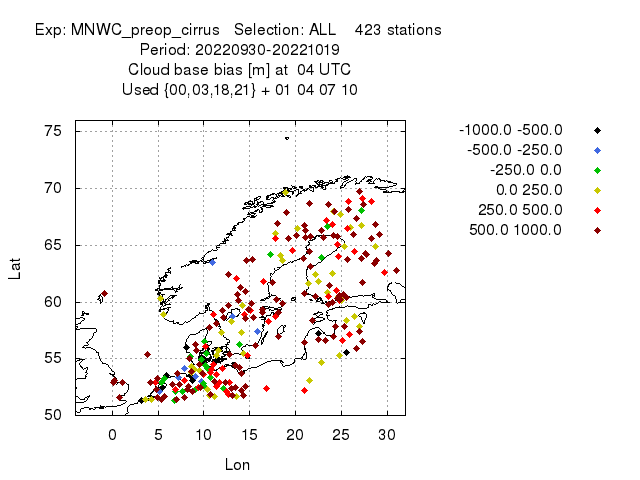 Exp: MNWC_preop_cirrus   Selection: ALL    423 stations
Period: 20220930-20221019
Cloud base bias [m] at  04 UTC
Used {00,03,18,21} + 01 04 07 10
-1000.0 -500.0
-500.0 -250.0
-250.0 0.0
0.0 250.0
250.0 500.0
500.0 1000.0
75
70
65
60
55
50
Lat
0 5 10 15 20 25 30
Lon